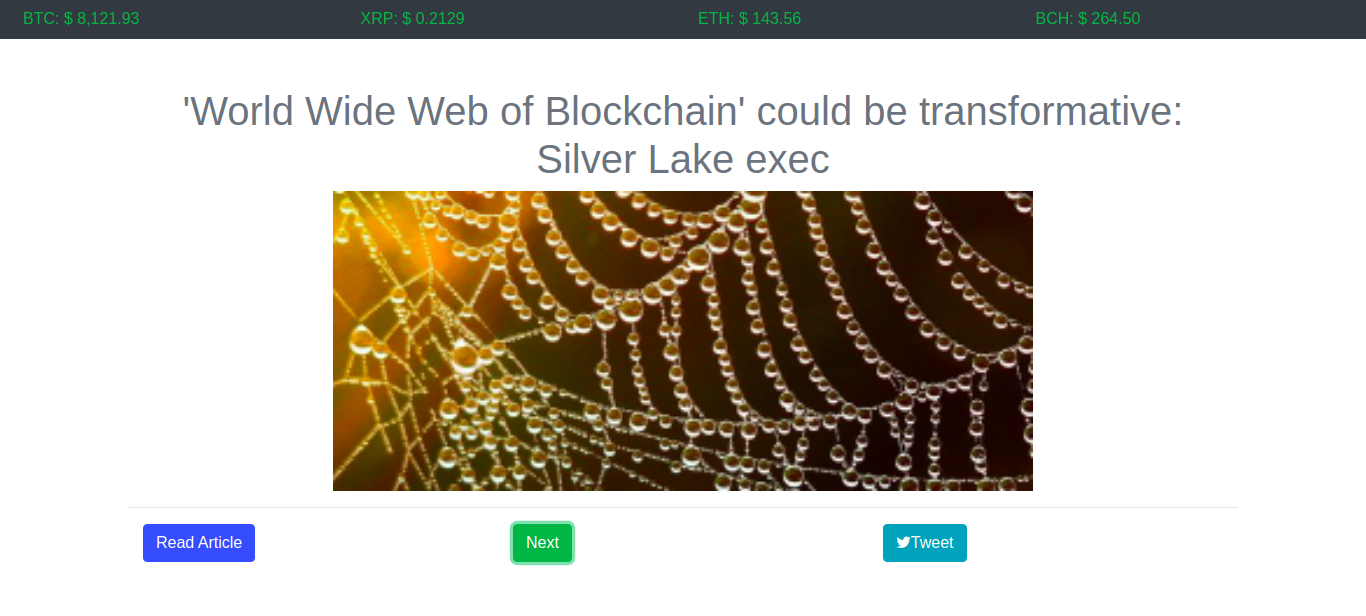 BTC: $ 8,121.93 XRP: $ 0.2129 ETH: $ 143.56 BCH: $ 264.50
'World Wide Web of Blockchain' could be transformative:
Silver Lake exec
Read Article Next Tweet